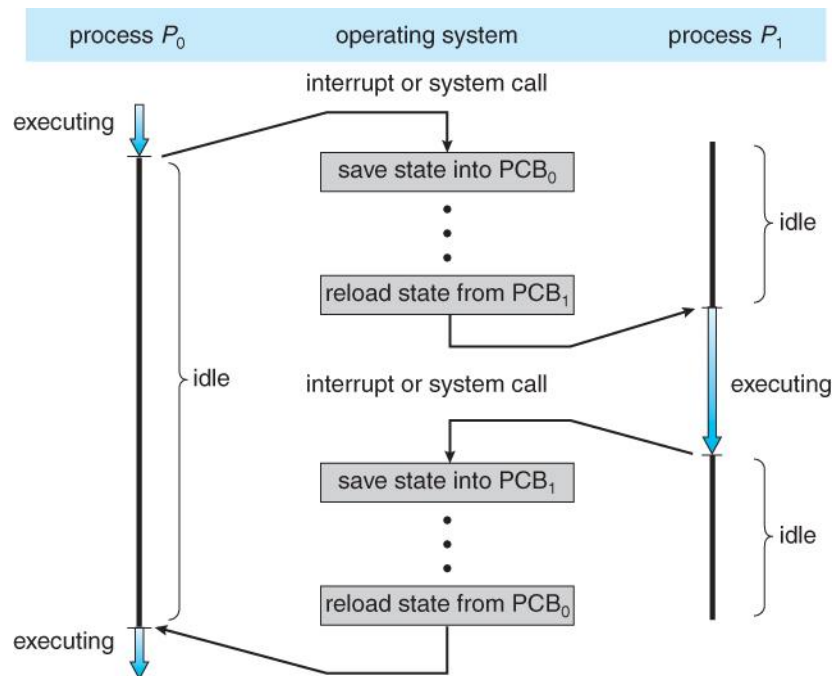 process P₀ operating system process P₁
interrupt or system call
executing
save state into PCB₀
idle
reload state from PCB₁
idle
interrupt or system call
executing
save state into PCB₁
idle
reload state from PCB₀
executing